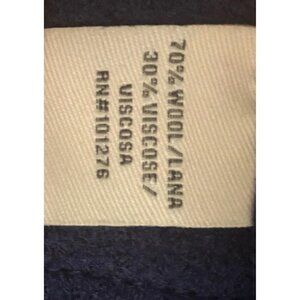 70% WOOL/LANA
30% VISCOSE/
VISCOSA
RN#101276